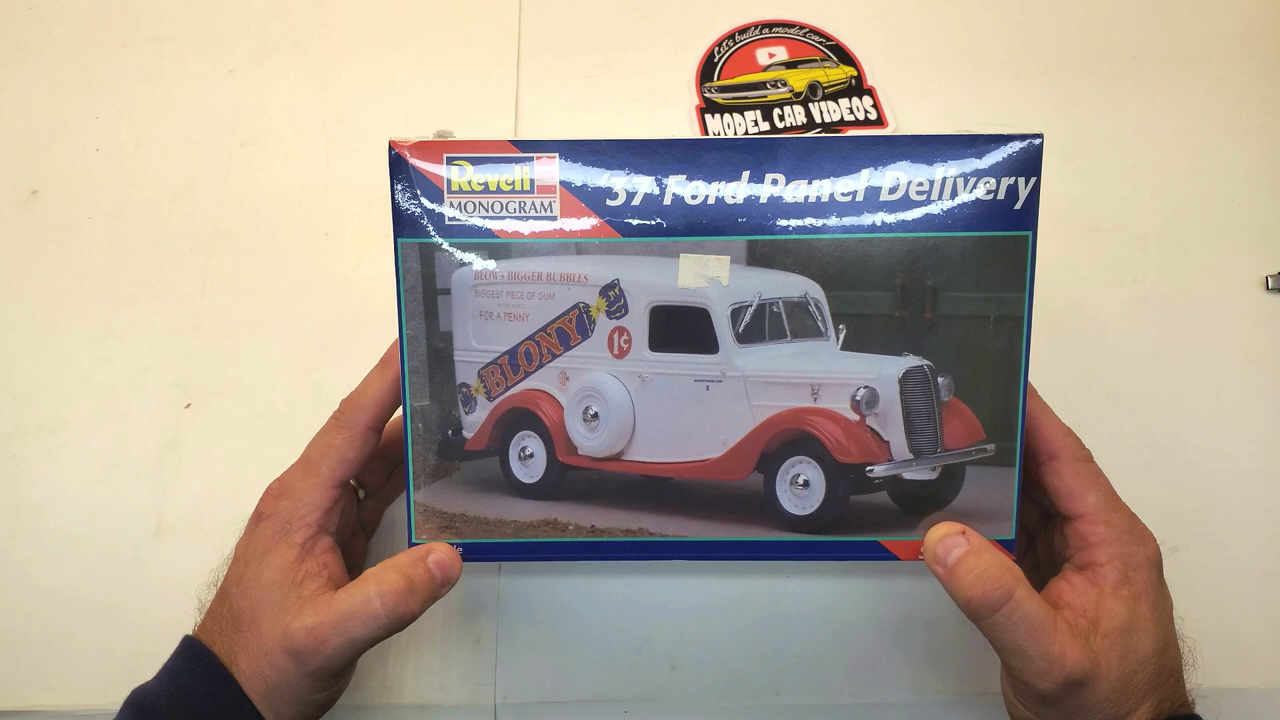 Let's build a model car!
MODEL CAR VIDEOS
Revell
MONOGRAM
'37 Ford Panel Delivery
BLOWS BIGGER BUBBLES
BIGGEST PIECE OF GUM
FOR A PENNY
BLONY
1¢
5